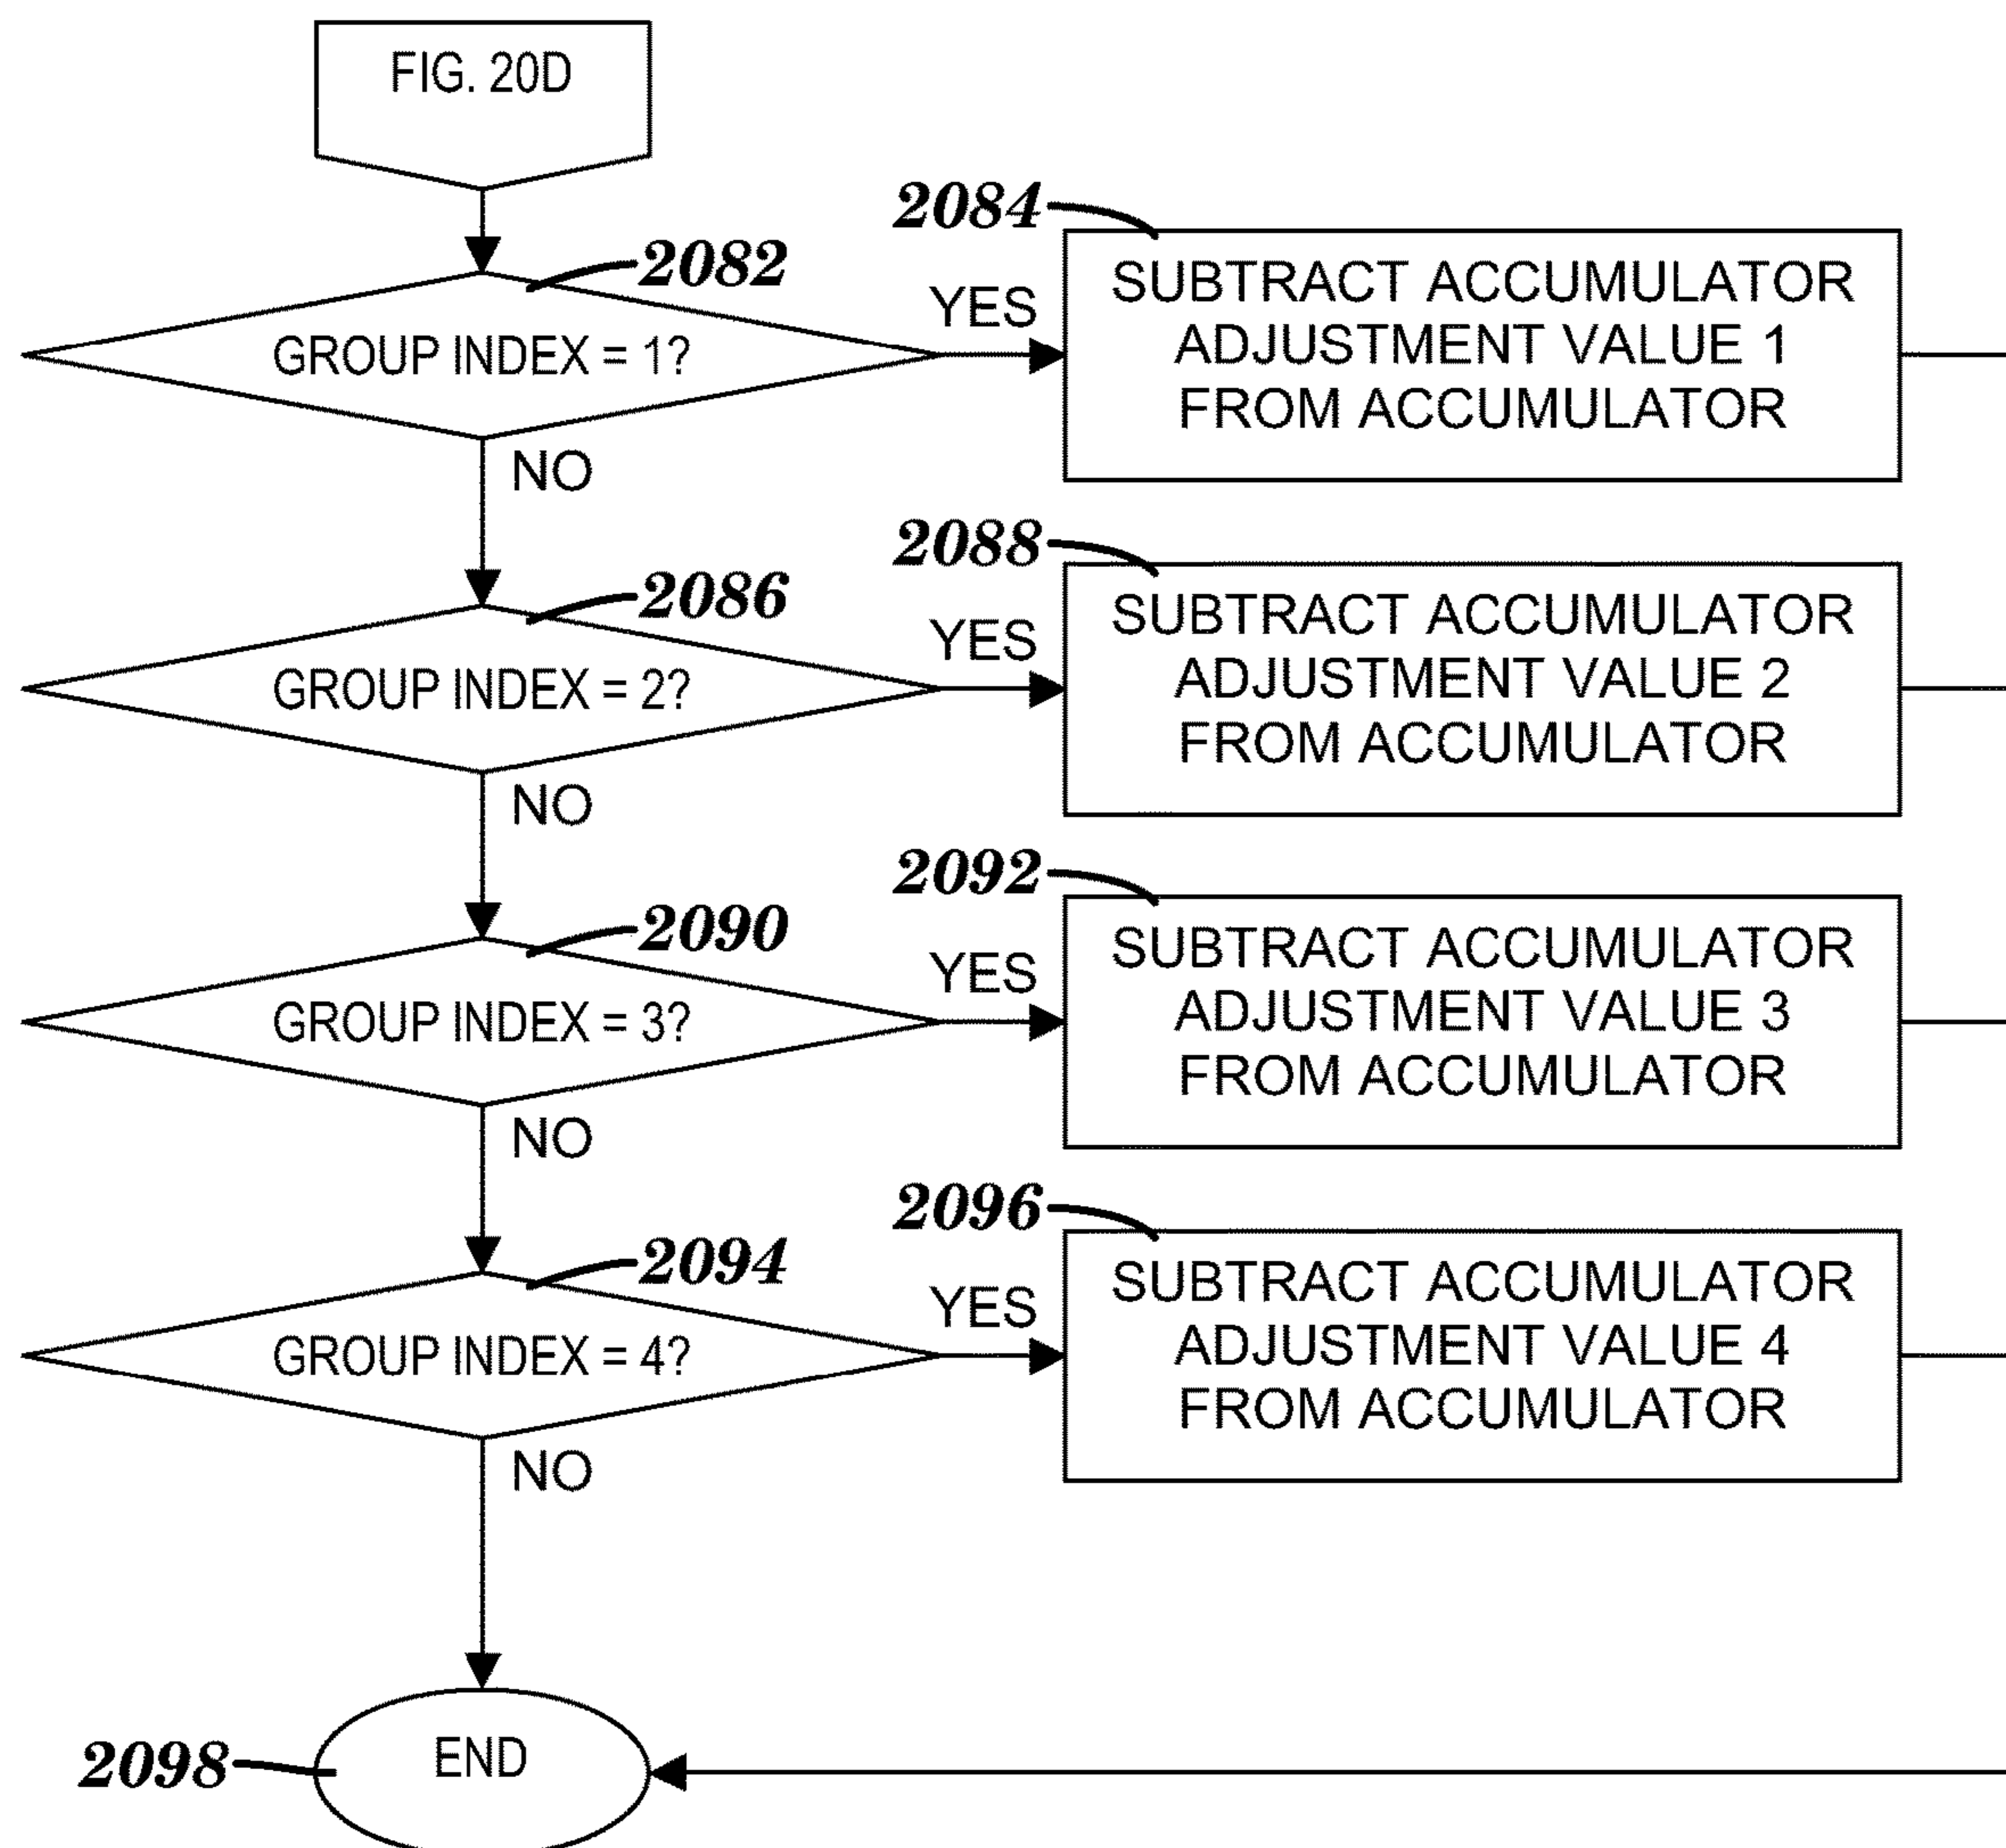 FIG. 20D
2082
GROUP INDEX = 1?
YES
2084
SUBTRACT ACCUMULATOR
ADJUSTMENT VALUE 1
FROM ACCUMULATOR
NO
2086
GROUP INDEX = 2?
YES
2088
SUBTRACT ACCUMULATOR
ADJUSTMENT VALUE 2
FROM ACCUMULATOR
NO
2090
GROUP INDEX = 3?
YES
2092
SUBTRACT ACCUMULATOR
ADJUSTMENT VALUE 3
FROM ACCUMULATOR
NO
2094
GROUP INDEX = 4?
YES
2096
SUBTRACT ACCUMULATOR
ADJUSTMENT VALUE 4
FROM ACCUMULATOR
NO
2098
END